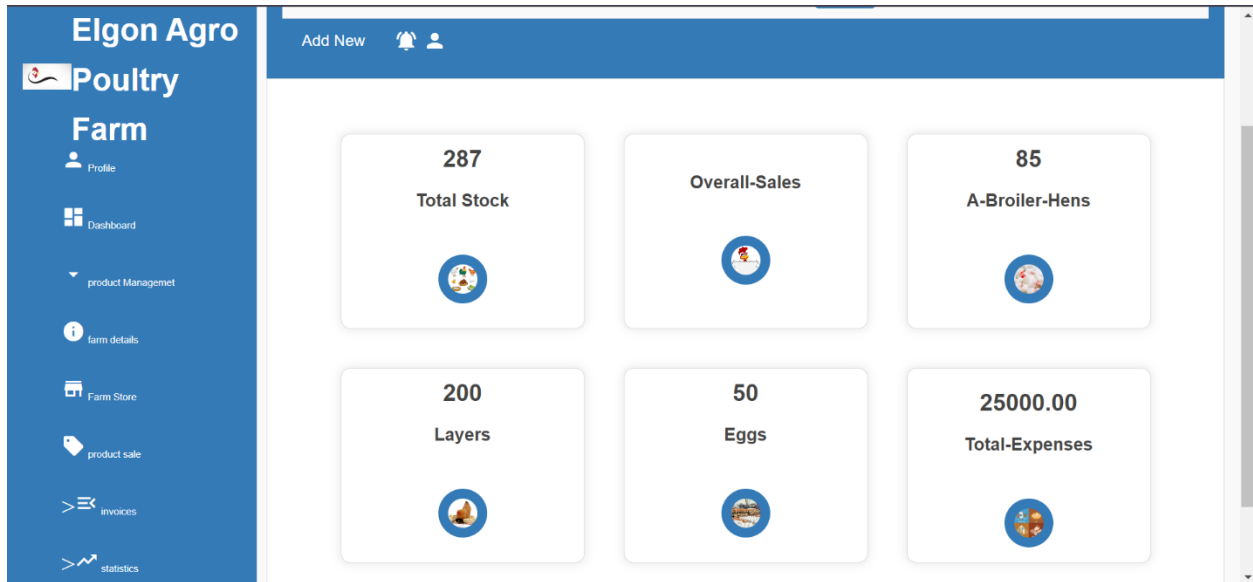 Elgon Agro
Poultry
Farm
Profile
Dashboard
product Managemet
farm details
Farm Store
product sale
> invoices
> statistics
Add New
287
Total Stock
Overall-Sales
85
A-Broiler-Hens
200
Layers
50
Eggs
25000.00
Total-Expenses